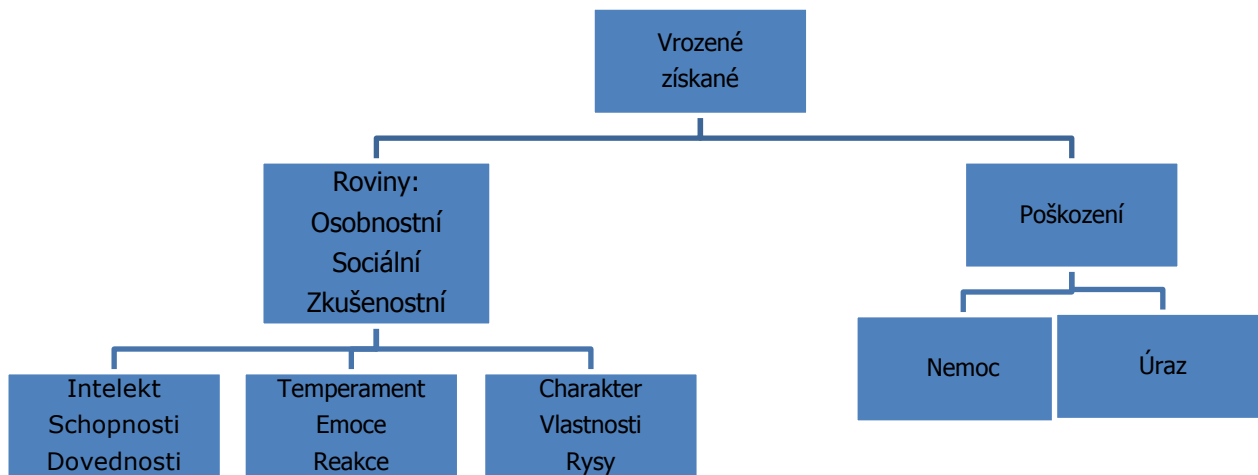 Vrozené
získané
Roviny:
Osobnostní
Sociální
Zkušenostní
Poškození
Intelekt
Schopnosti
Dovednosti
Temperament
Emoce
Reakce
Charakter
Vlastnosti
Rysy
Nemoc
Úraz